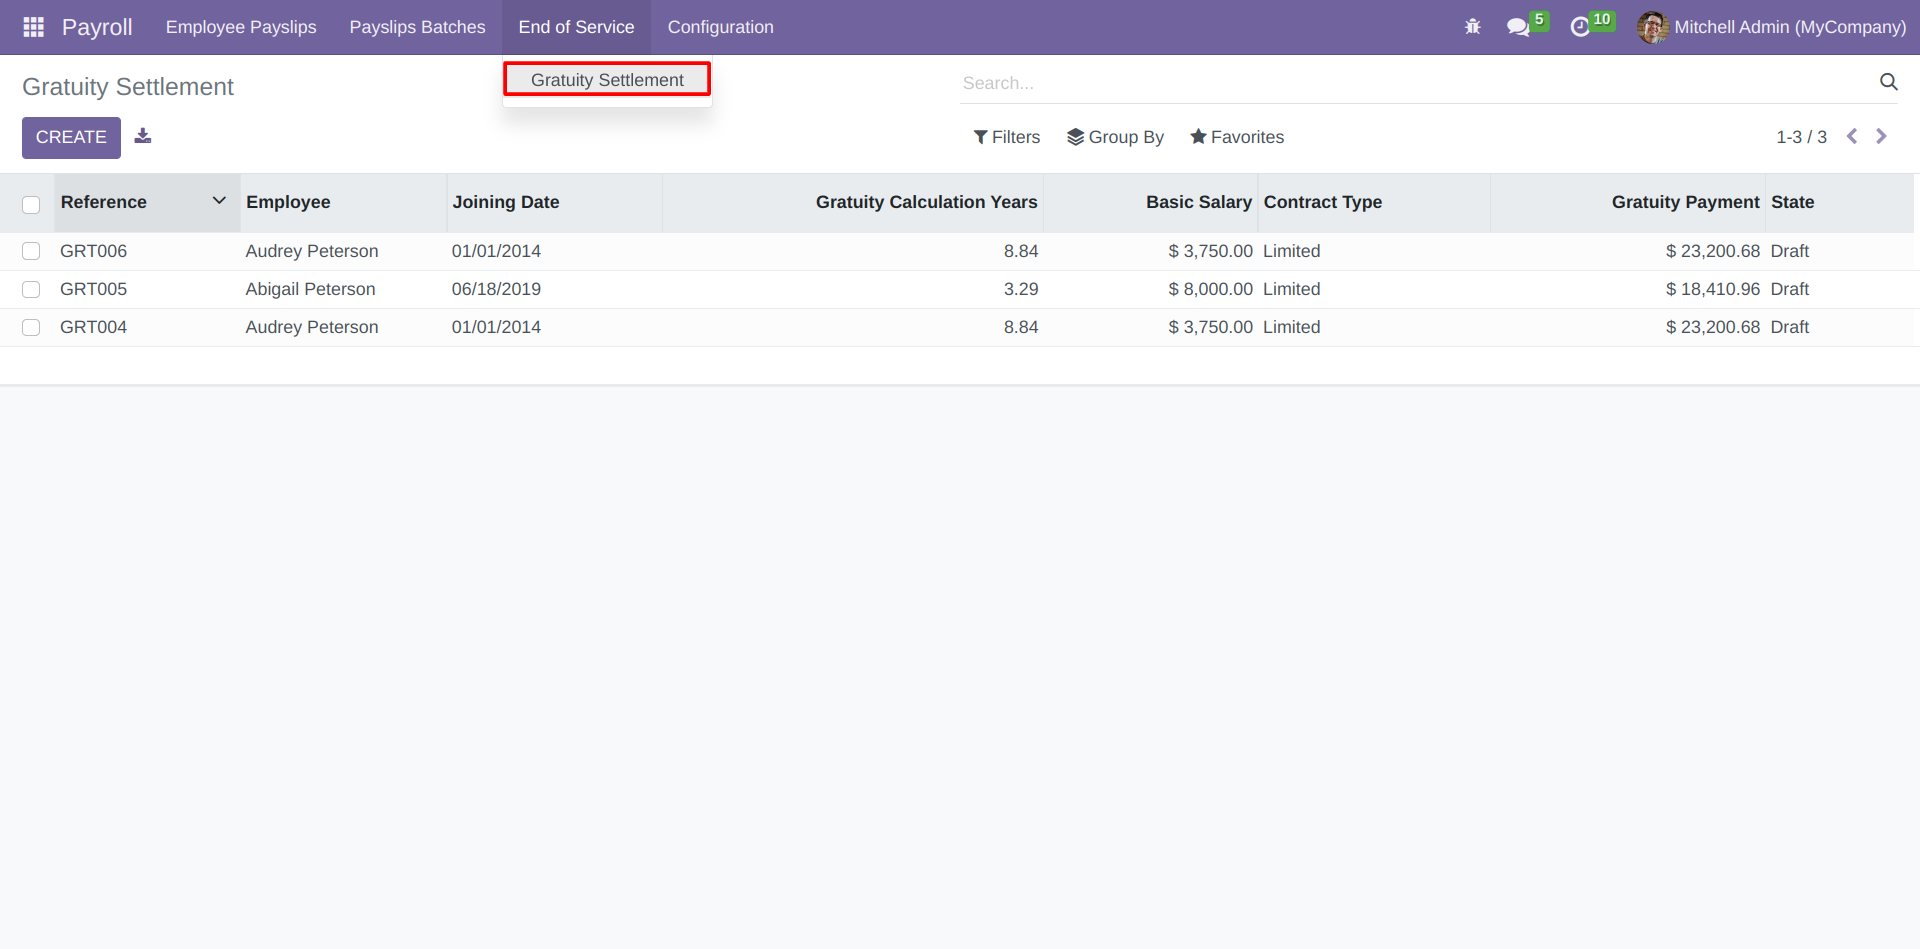 Payroll Employee Payslips Payslips Batches End of Service Configuration 5 10 Mitchell Admin (MyCompany)
Gratuity Settlement
Gratuity Settlement
Search...
CREATE Filters Group By Favorites 1-3 / 3
Reference Employee Joining Date Gratuity Calculation Years Basic Salary Contract Type Gratuity Payment State
GRT006 Audrey Peterson 01/01/2014 8.84 $ 3,750.00 Limited $ 23,200.68 Draft
GRT005 Abigail Peterson 06/18/2019 3.29 $ 8,000.00 Limited $ 18,410.96 Draft
GRT004 Audrey Peterson 01/01/2014 8.84 $ 3,750.00 Limited $ 23,200.68 Draft